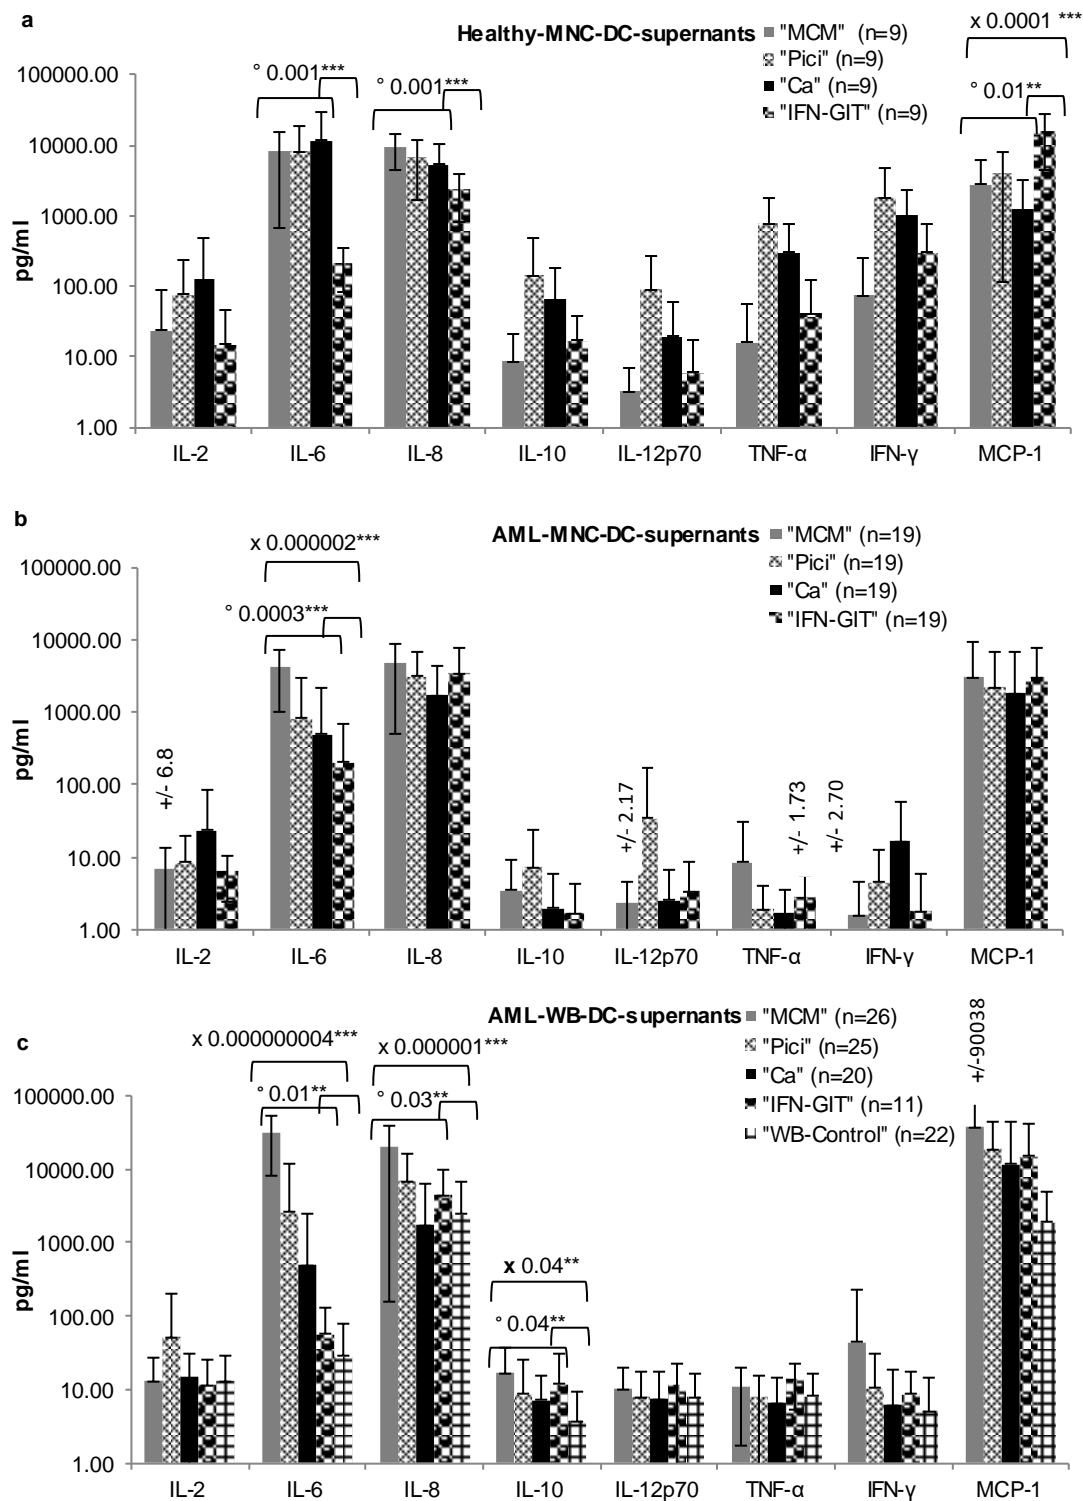 a
Healthy-MNC-DC-supernants
"MCM" (n=9)
"Pici" (n=9)
"Ca" (n=9)
"IFN-GIT" (n=9)
x 0.0001 ***
° 0.001***
° 0.001***
° 0.01**
pg/ml
100000.00
10000.00
1000.00
100.00
10.00
1.00
IL-2 IL-6 IL-8 IL-10 IL-12p70 TNF-α IFN-γ MCP-1
b
AML-MNC-DC-supernants
"MCM" (n=19)
"Pici" (n=19)
"Ca" (n=19)
"IFN-GIT" (n=19)
x 0.000002***
° 0.0003***
pg/ml
100000.00
10000.00
1000.00
100.00
10.00
1.00
+/- 6.8
+/- 2.17
+/- 1.73
+/- 2.70
IL-2 IL-6 IL-8 IL-10 IL-12p70 TNF-α IFN-γ MCP-1
c
AML-WB-DC-supernants
"MCM" (n=26)
"Pici" (n=25)
"Ca" (n=20)
"IFN-GIT" (n=11)
"WB-Control" (n=22)
x 0.000000004***
x 0.000001***
° 0.01**
° 0.03**
x 0.04**
° 0.04**
+/-90038
pg/ml
100000.00
10000.00
1000.00
100.00
10.00
1.00
IL-2 IL-6 IL-8 IL-10 IL-12p70 TNF-α IFN-γ MCP-1